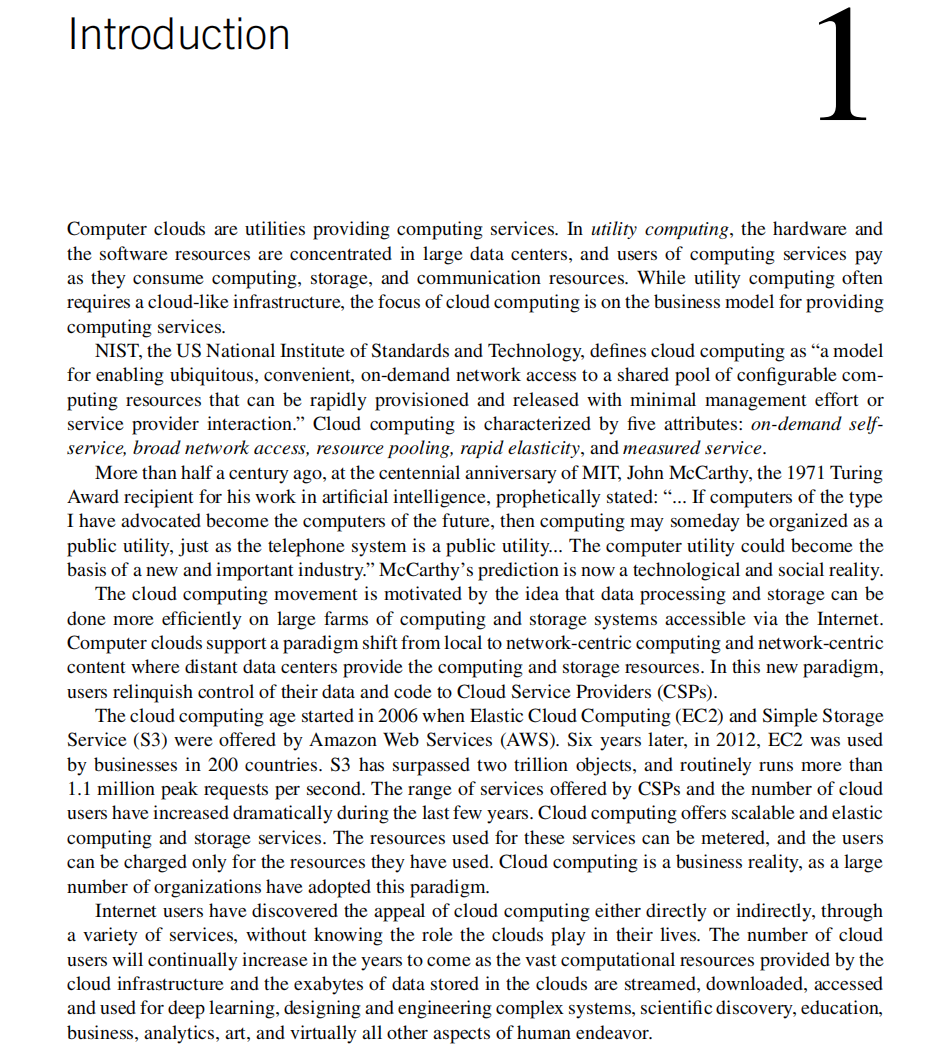 Introduction
1
Computer clouds are utilities providing computing services. In utility computing, the hardware and
the software resources are concentrated in large data centers, and users of computing services pay
as they consume computing, storage, and communication resources. While utility computing often
requires a cloud-like infrastructure, the focus of cloud computing is on the business model for providing
computing services.
NIST, the US National Institute of Standards and Technology, defines cloud computing as “a model
for enabling ubiquitous, convenient, on-demand network access to a shared pool of configurable com-
puting resources that can be rapidly provisioned and released with minimal management effort or
service provider interaction.” Cloud computing is characterized by five attributes: on-demand self-
service, broad network access, resource pooling, rapid elasticity, and measured service.
More than half a century ago, at the centennial anniversary of MIT, John McCarthy, the 1971 Turing
Award recipient for his work in artificial intelligence, prophetically stated: “... If computers of the type
I have advocated become the computers of the future, then computing may someday be organized as a
public utility, just as the telephone system is a public utility... The computer utility could become the
basis of a new and important industry.” McCarthy’s prediction is now a technological and social reality.
The cloud computing movement is motivated by the idea that data processing and storage can be
done more efficiently on large farms of computing and storage systems accessible via the Internet.
Computer clouds support a paradigm shift from local to network-centric computing and network-centric
content where distant data centers provide the computing and storage resources. In this new paradigm,
users relinquish control of their data and code to Cloud Service Providers (CSPs).
The cloud computing age started in 2006 when Elastic Cloud Computing (EC2) and Simple Storage
Service (S3) were offered by Amazon Web Services (AWS). Six years later, in 2012, EC2 was used
by businesses in 200 countries. S3 has surpassed two trillion objects, and routinely runs more than
1.1 million peak requests per second. The range of services offered by CSPs and the number of cloud
users have increased dramatically during the last few years. Cloud computing offers scalable and elastic
computing and storage services. The resources used for these services can be metered, and the users
can be charged only for the resources they have used. Cloud computing is a business reality, as a large
number of organizations have adopted this paradigm.
Internet users have discovered the appeal of cloud computing either directly or indirectly, through
a variety of services, without knowing the role the clouds play in their lives. The number of cloud
users will continually increase in the years to come as the vast computational resources provided by the
cloud infrastructure and the exabytes of data stored in the clouds are streamed, downloaded, accessed
and used for deep learning, designing and engineering complex systems, scientific discovery, education,
business, analytics, art, and virtually all other aspects of human endeavor.